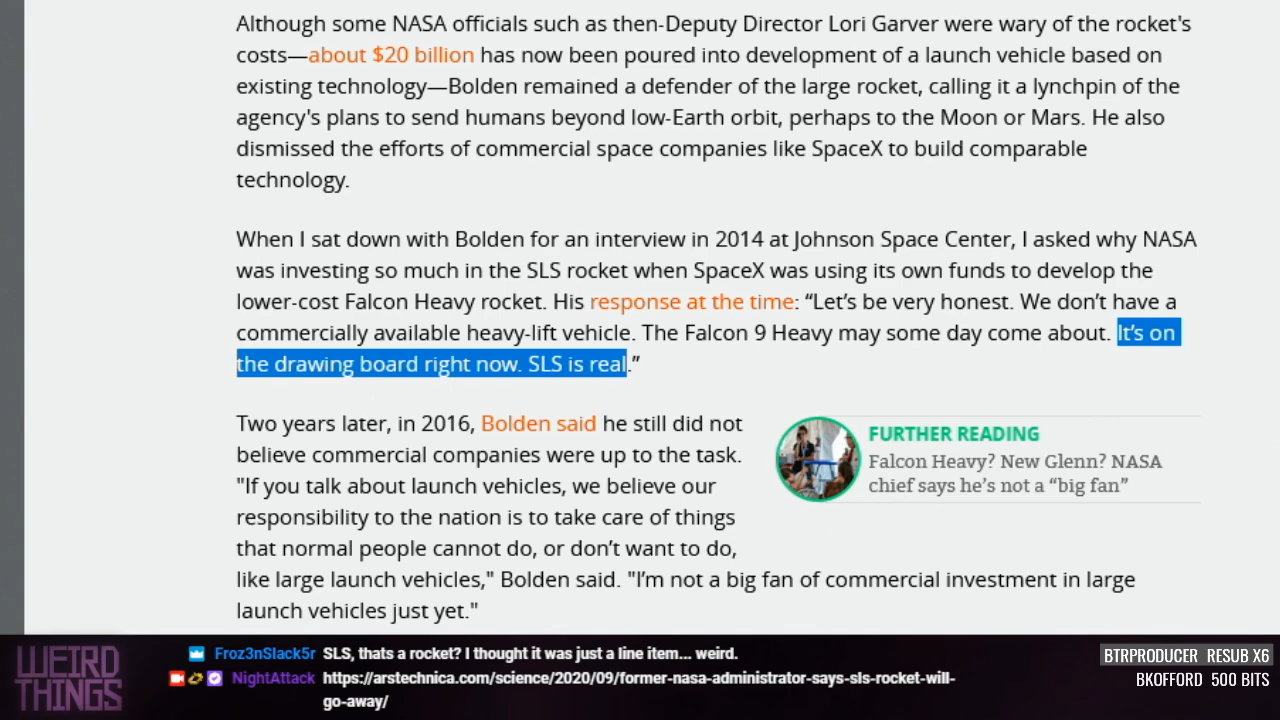 Although some NASA officials such as then-Deputy Director Lori Garver were wary of the rocket's
costs—about $20 billion has now been poured into development of a launch vehicle based on
existing technology—Bolden remained a defender of the large rocket, calling it a lynchpin of the
agency's plans to send humans beyond low-Earth orbit, perhaps to the Moon or Mars. He also
dismissed the efforts of commercial space companies like SpaceX to build comparable
technology.
When I sat down with Bolden for an interview in 2014 at Johnson Space Center, I asked why NASA
was investing so much in the SLS rocket when SpaceX was using its own funds to develop the
lower-cost Falcon Heavy rocket. His response at the time: “Let’s be very honest. We don’t have a
commercially available heavy-lift vehicle. The Falcon 9 Heavy may some day come about. It’s on
the drawing board right now. SLS is real.”
Two years later, in 2016, Bolden said he still did not
believe commercial companies were up to the task.
"If you talk about launch vehicles, we believe our
responsibility to the nation is to take care of things
that normal people cannot do, or don’t want to do,
like large launch vehicles," Bolden said. "I’m not a big fan of commercial investment in large
launch vehicles just yet."
FURTHER READING
Falcon Heavy? New Glenn? NASA
chief says he’s not a “big fan”
WEIRD
THINGS
Froz3nSlack5r SLS, thats a rocket? I thought it was just a line item... weird.
NightAttack https://arstechnica.com/science/2020/09/former-nasa-administrator-says-sls-rocket-will-
go-away/
BTRPRODUCER RESUB X6
BKOFFORD 500 BITS